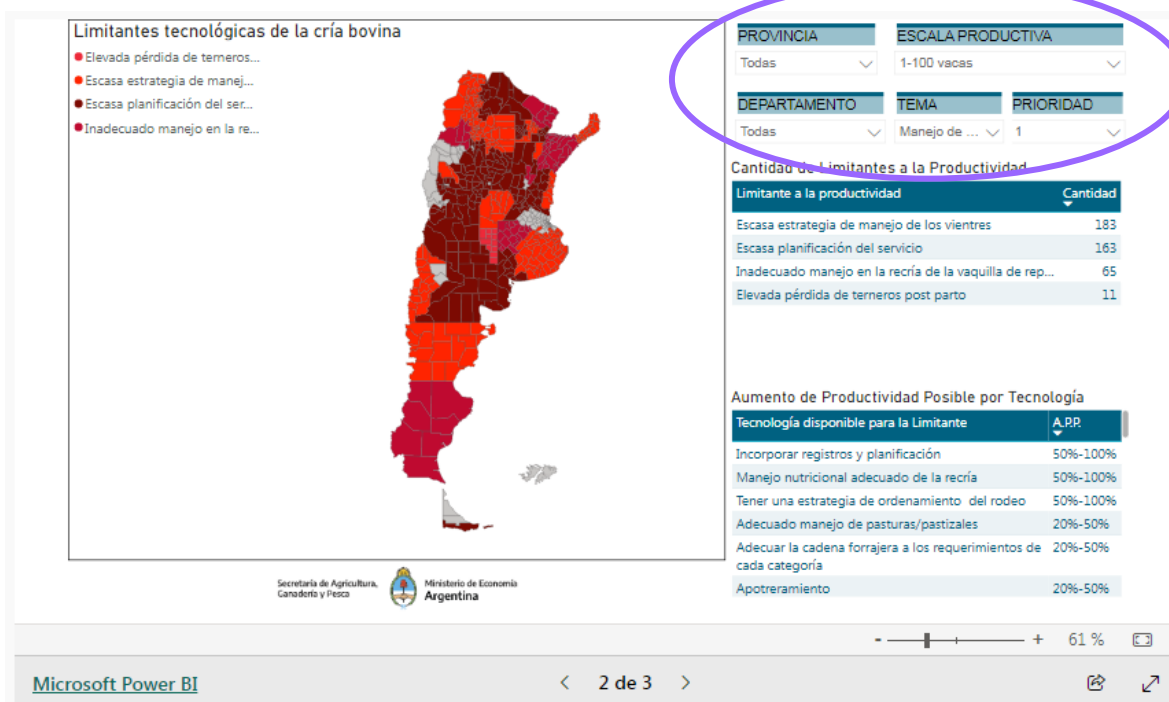 Limitantes tecnológicas de la cría bovina
Elevada pérdida de terneros...
Escasa estrategia de manej...
Escasa planificación del ser...
Inadecuado manejo en la re...
PROVINCIA
ESCALA PRODUCTIVA
Todas
1-100 vacas
DEPARTAMENTO
TEMA
PRIORIDAD
Todas
Manejo de ...
1
Cantidad de Limitantes a la Productividad
Limitante a la productividad Cantidad
Escasa estrategia de manejo de los vientres 183
Escasa planificación del servicio 163
Inadecuado manejo en la recría de la vaquilla de rep... 65
Elevada pérdida de terneros post parto 11
Aumento de Productividad Posible por Tecnología
Tecnología disponible para la Limitante A.P.P.
Incorporar registros y planificación 50%-100%
Manejo nutricional adecuado de la recría 50%-100%
Tener una estrategia de ordenamiento del rodeo 50%-100%
Adecuado manejo de pasturas/pastizales 20%-50%
Adecuar la cadena forrajera a los requerimientos de 20%-50%
cada categoría
Apotreramiento 20%-50%
Secretaría de Agricultura,
Ganadería y Pesca
Ministerio de Economía
Argentina
- + 61 %
Microsoft Power BI
2 de 3